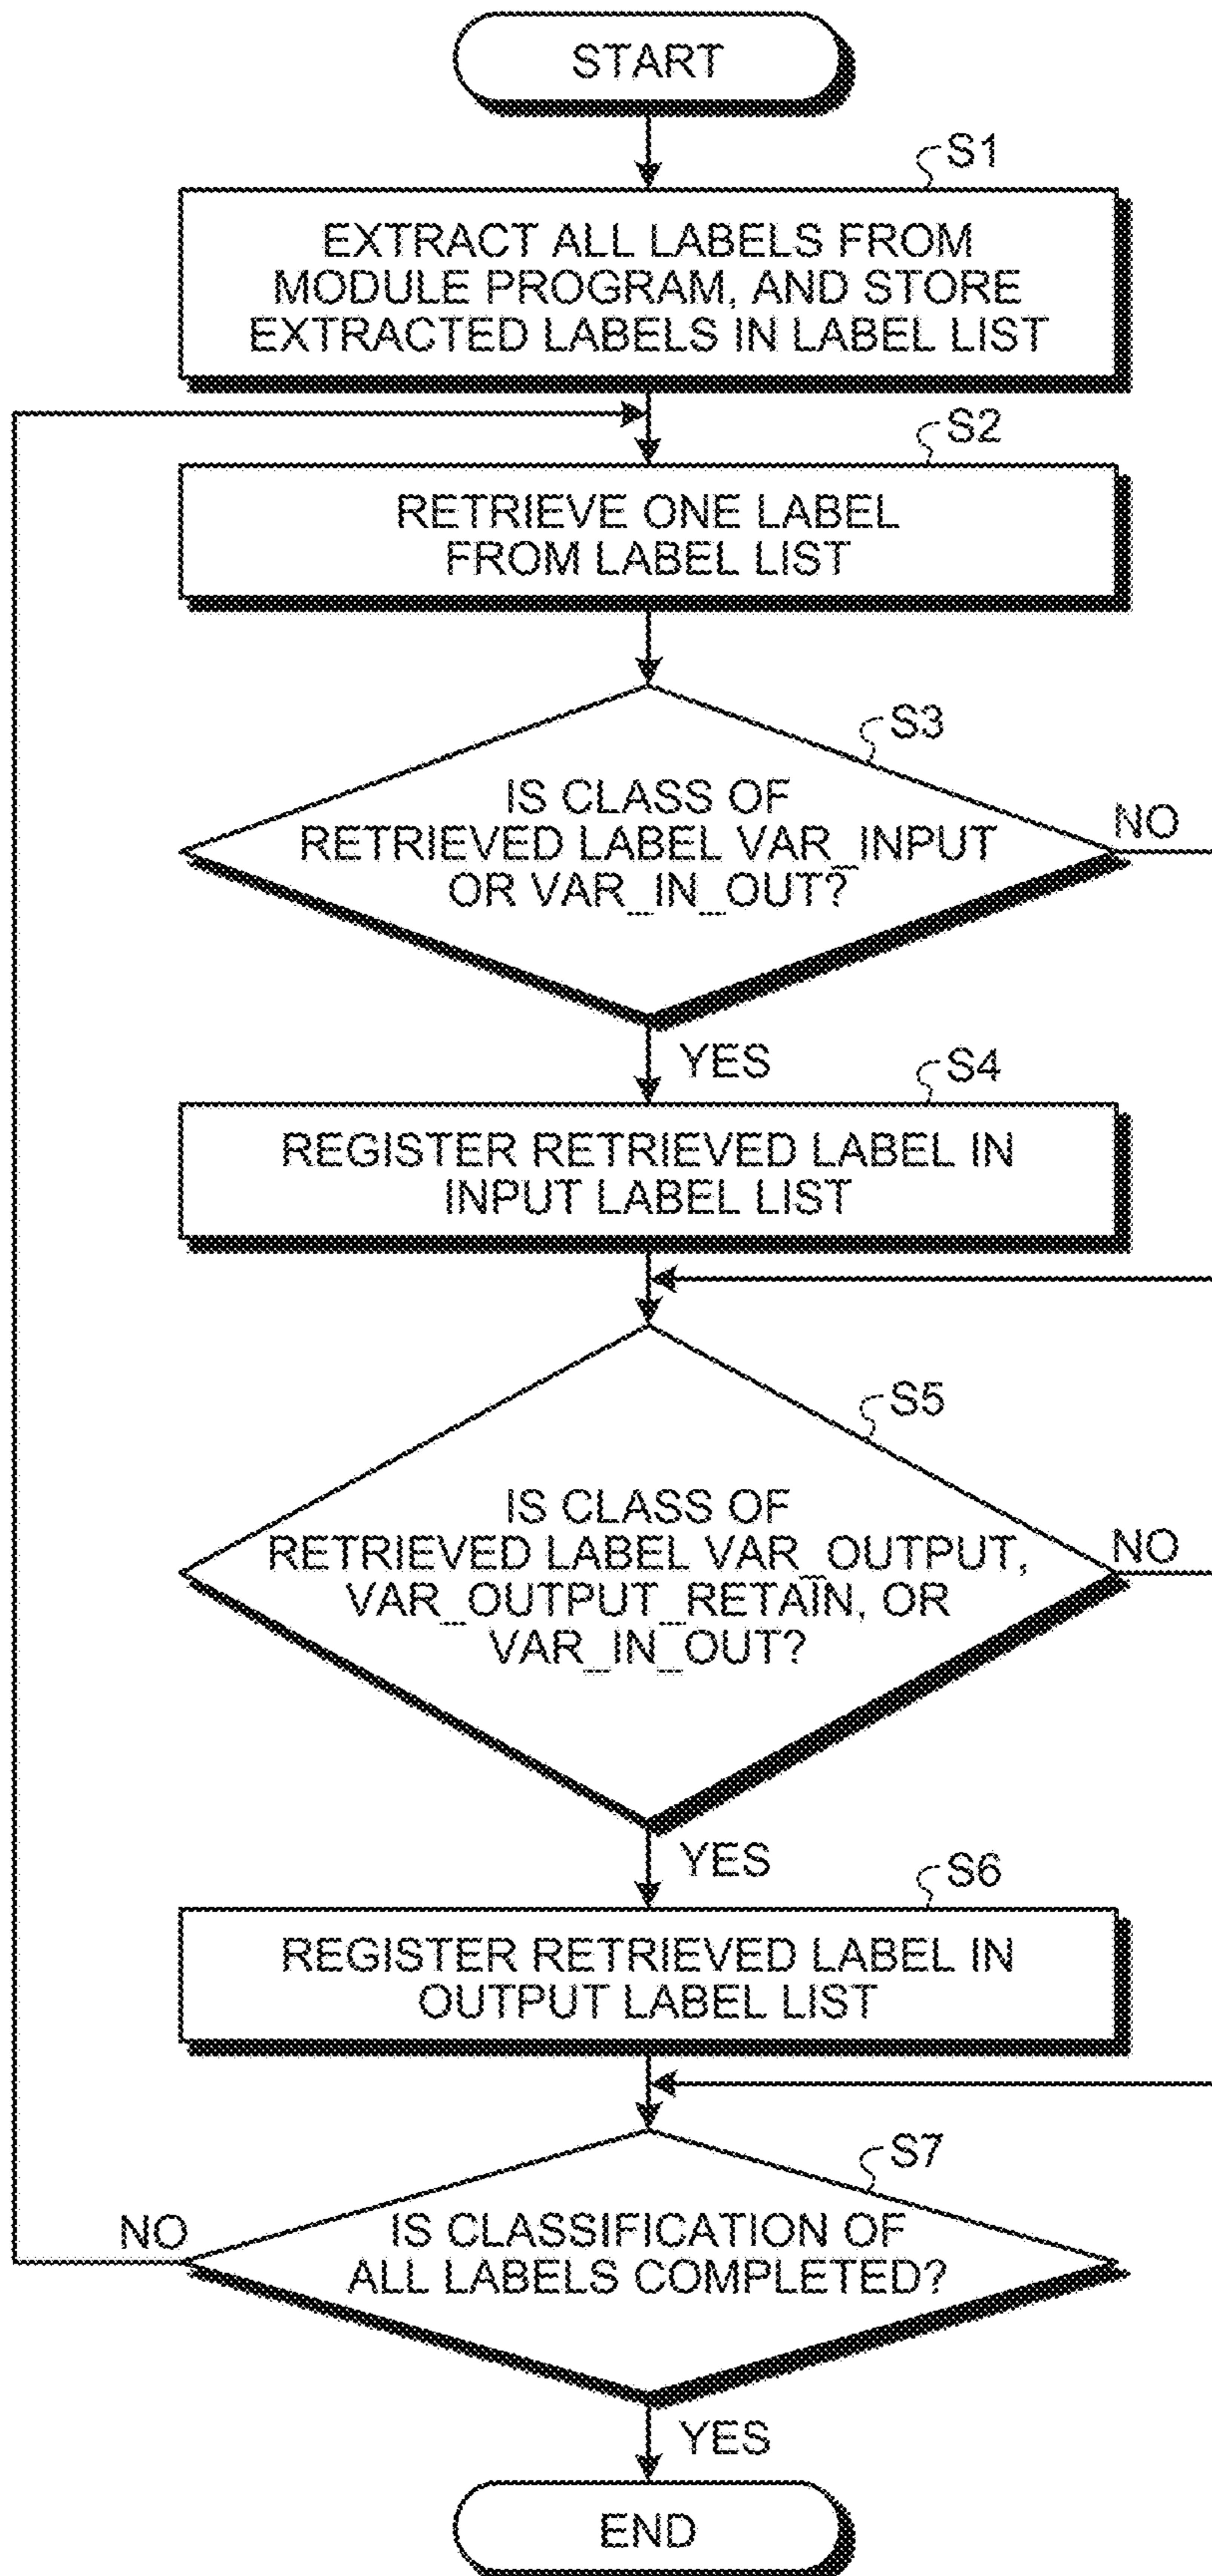 START
S1
EXTRACT ALL LABELS FROM
MODULE PROGRAM, AND STORE
EXTRACTED LABELS IN LABEL LIST
S2
RETRIEVE ONE LABEL
FROM LABEL LIST
S3
IS CLASS OF
RETRIEVED LABEL VAR_INPUT
OR VAR_IN_OUT?
NO
YES
S4
REGISTER RETRIEVED LABEL IN
INPUT LABEL LIST
S5
IS CLASS OF
RETRIEVED LABEL VAR_OUTPUT,
VAR_OUTPUT_RETAIN, OR
VAR_IN_OUT?
NO
YES
S6
REGISTER RETRIEVED LABEL IN
OUTPUT LABEL LIST
S7
NO
IS CLASSIFICATION OF
ALL LABELS COMPLETED?
YES
END